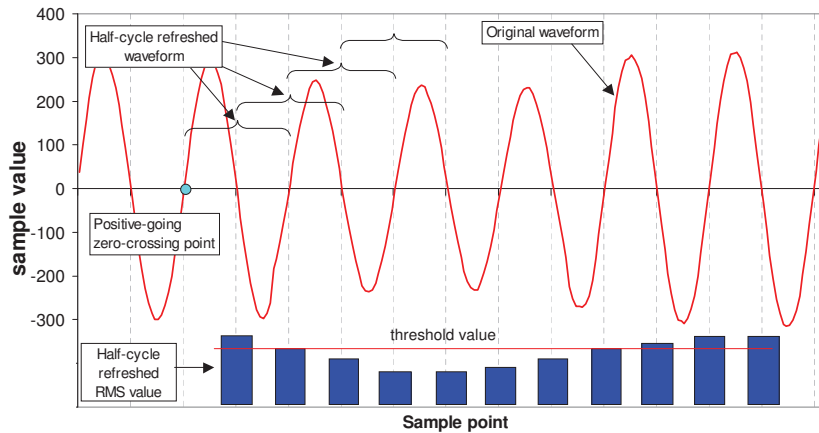 400
300
200
100
0
-100
-200
-300
sample value
Half-cycle refreshed
waveform
Original waveform
Positive-going
zero-crossing point
threshold value
Half-cycle
refreshed
RMS value
Sample point